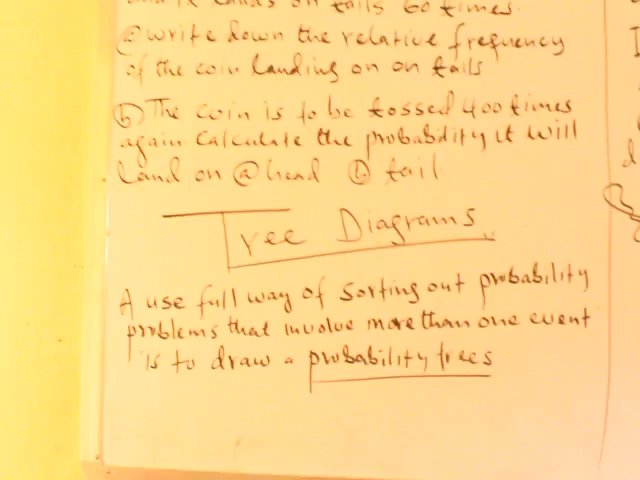 and it lands on tails 60 times.
(a) write down the relative frequency
of the coin landing on on tails
(b) The coin is to be tossed 400 times
again calculate the probability it will
land on (a) head (b) tail
Tree Diagrams
A use full way of sorting out probability
problems that involve more than one event
is to draw a probability trees